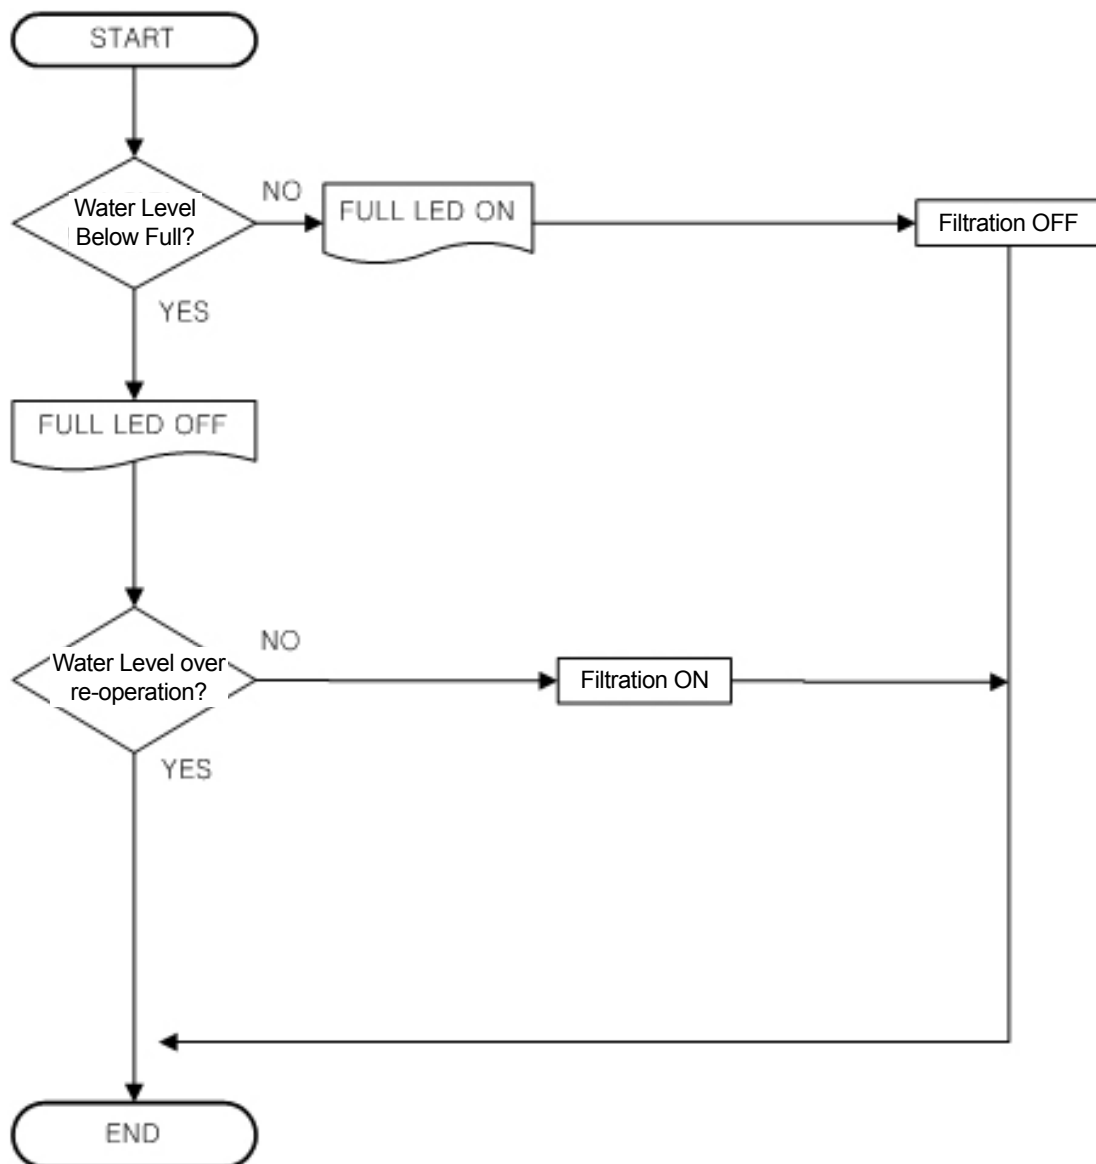 START
Water Level
Below Full?
NO
FULL LED ON
Filtration OFF
YES
FULL LED OFF
Water Level over
re-operation?
NO
Filtration ON
YES
END